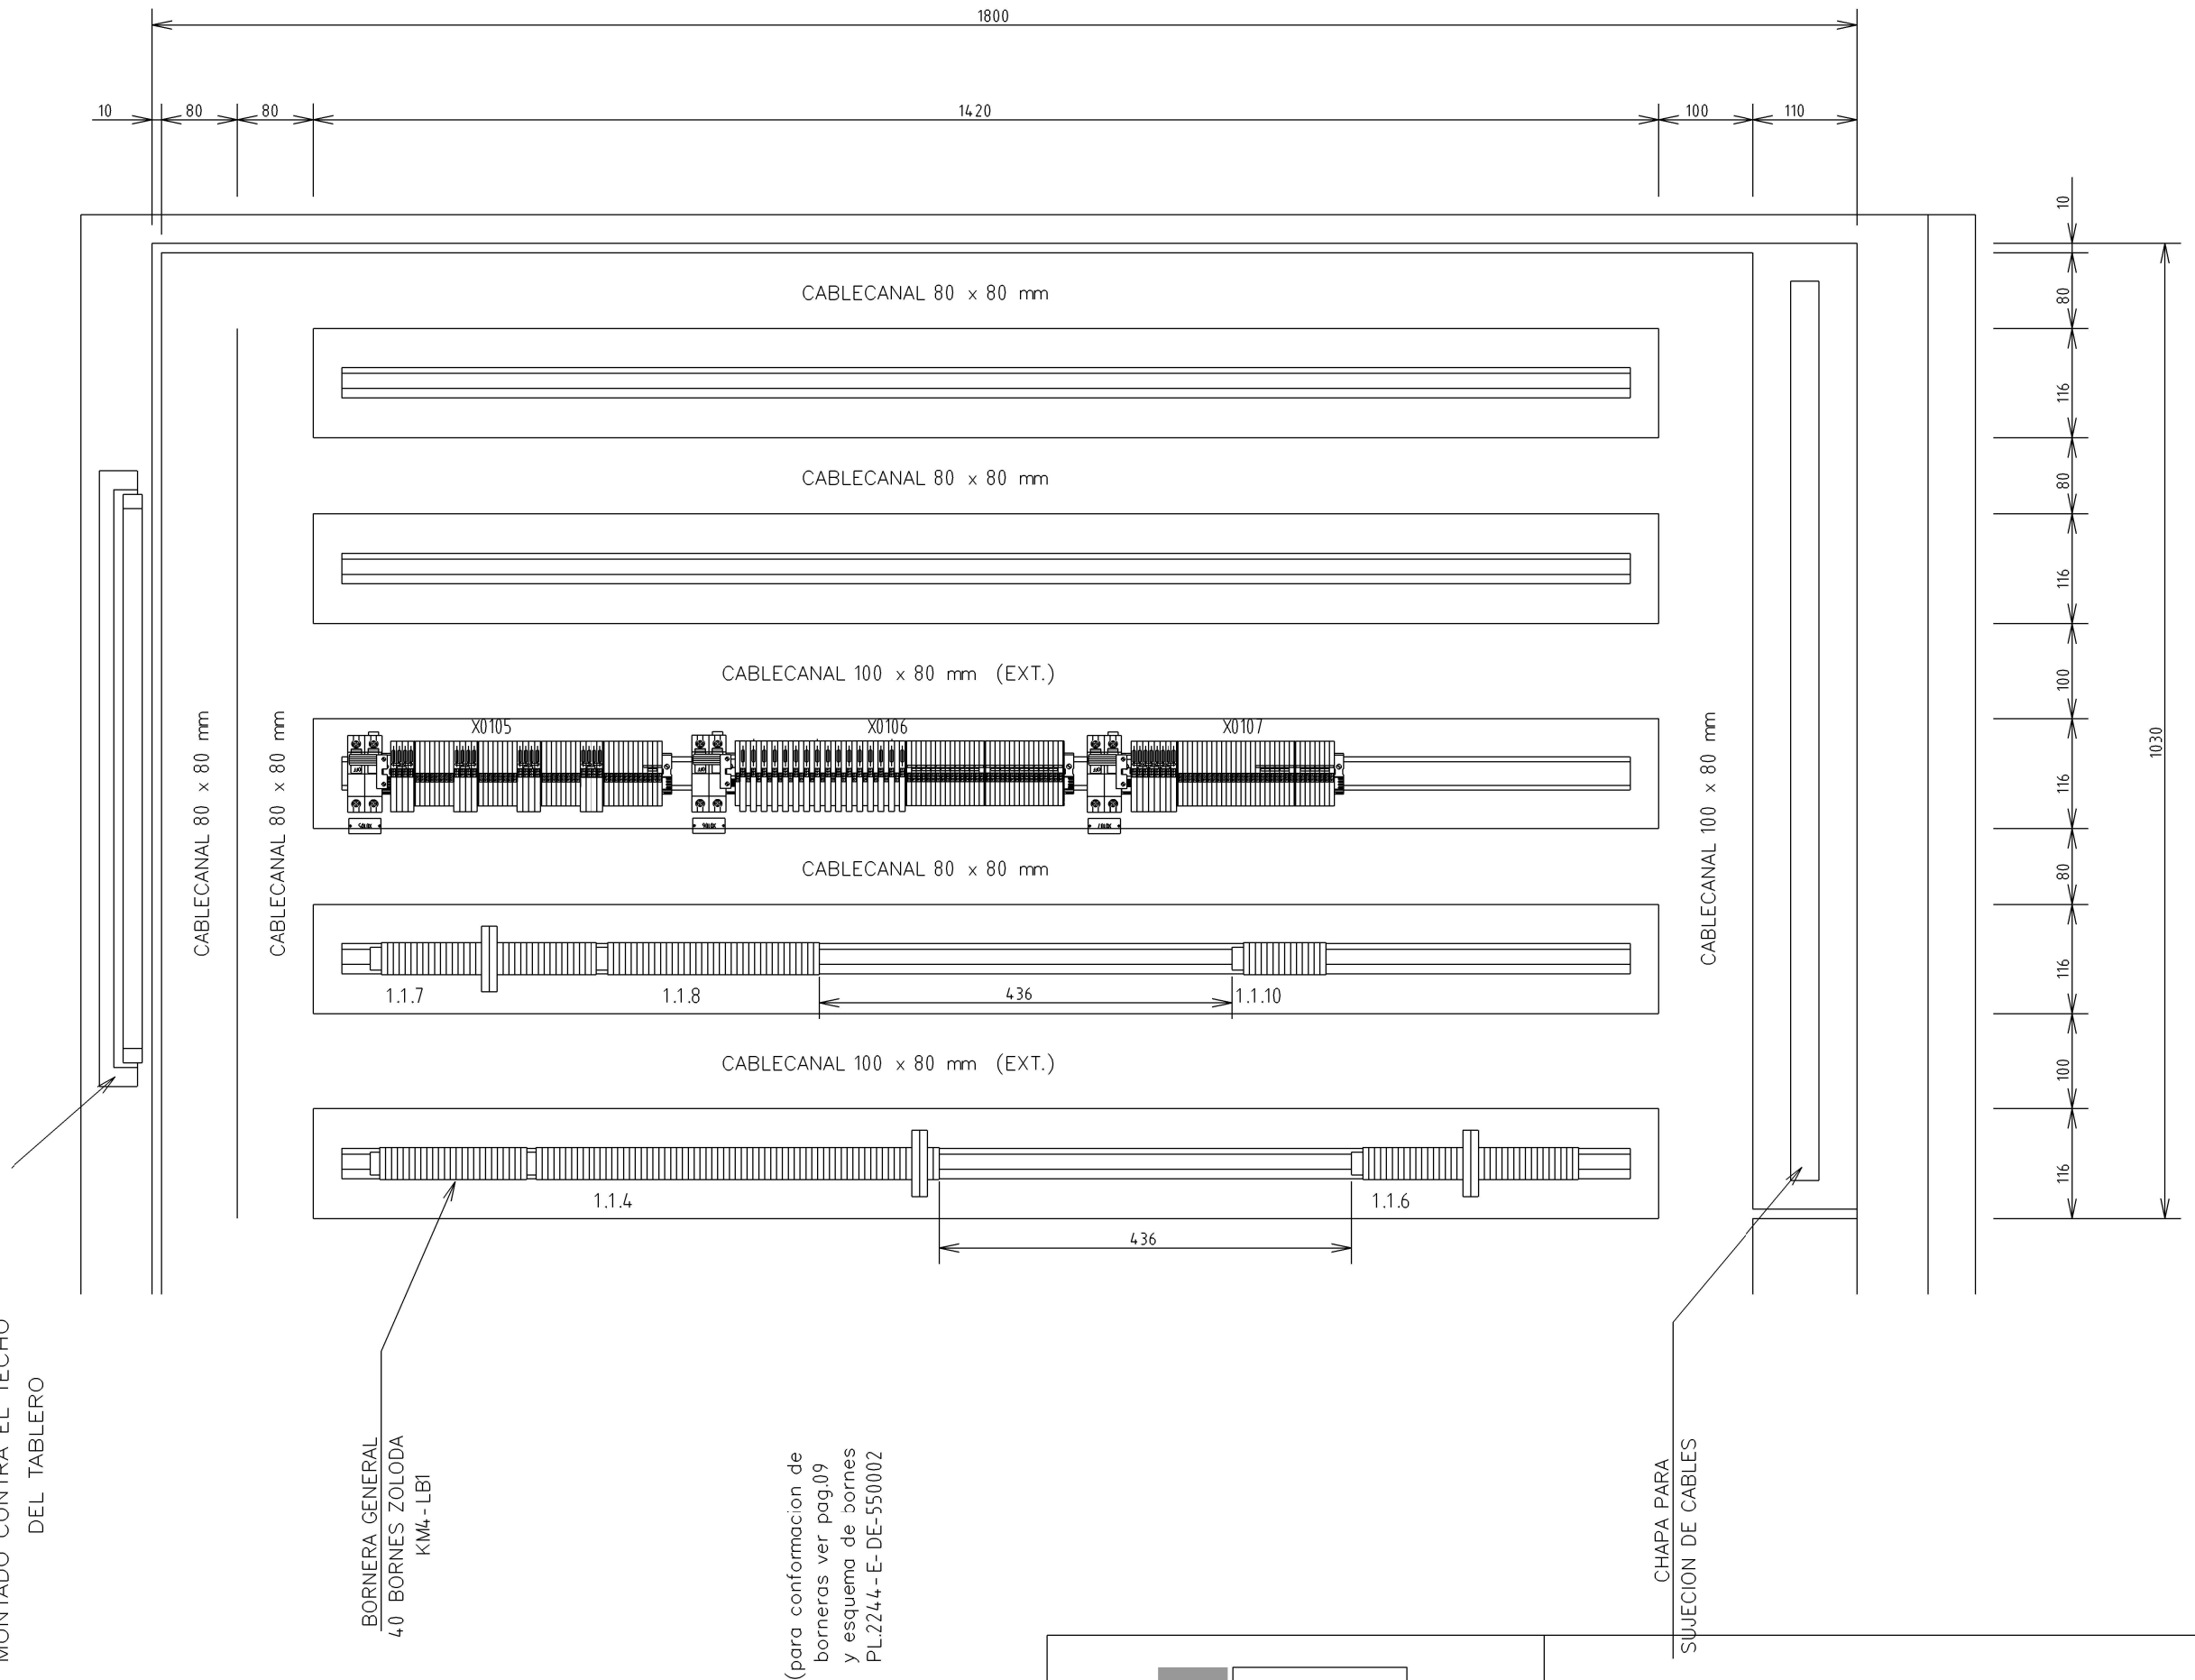 1800
10
80
80
1420
100
110
10
80
116
80
116
100
116
80
116
100
116
1030
CABLECANAL 80 x 80 mm
CABLECANAL 80 x 80 mm
CABLECANAL 100 x 80 mm (EXT.)
X0105
X0106
X0107
CABLECANAL 80 x 80 mm
CABLECANAL 80 x 80 mm
CABLECANAL 100 x 80 mm
CABLECANAL 80 x 80 mm
1.1.7
1.1.8
436
1.1.10
CABLECANAL 100 x 80 mm (EXT.)
1.1.4
1.1.6
436
MONTADO CONTRA EL TECHO
DEL TABLERO
BORNERA GENERAL
40 BORNES ZOLODA
KM4-LB1
(para conformacion de
borneras ver pag.09
y esquema de bornes
PL.2244-E-DE-550002
CHAPA PARA
SUJECION DE CABLES